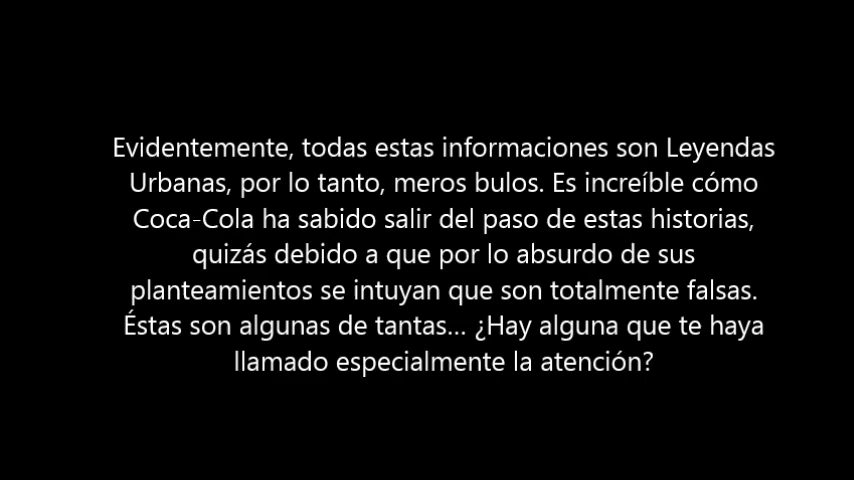 Evidentemente, todas estas informaciones son Leyendas
Urbanas, por lo tanto, meros bulos. Es increíble cómo
Coca-Cola ha sabido salir del paso de estas historias,
quizás debido a que por lo absurdo de sus
planteamientos se intuyan que son totalmente falsas.
Éstas son algunas de tantas... ¿Hay alguna que te haya
llamado especialmente la atención?